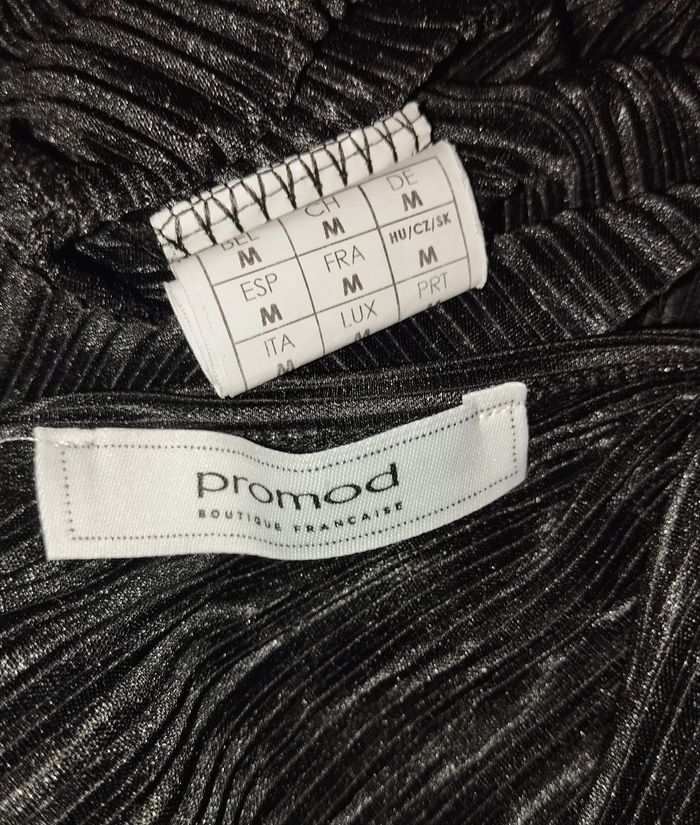 BEL CH DE
M M M
ESP FRA HU/CZ/SK
M M M
ITA LUX PRT
M M
promod
BOUTIQUE FRANCAISE